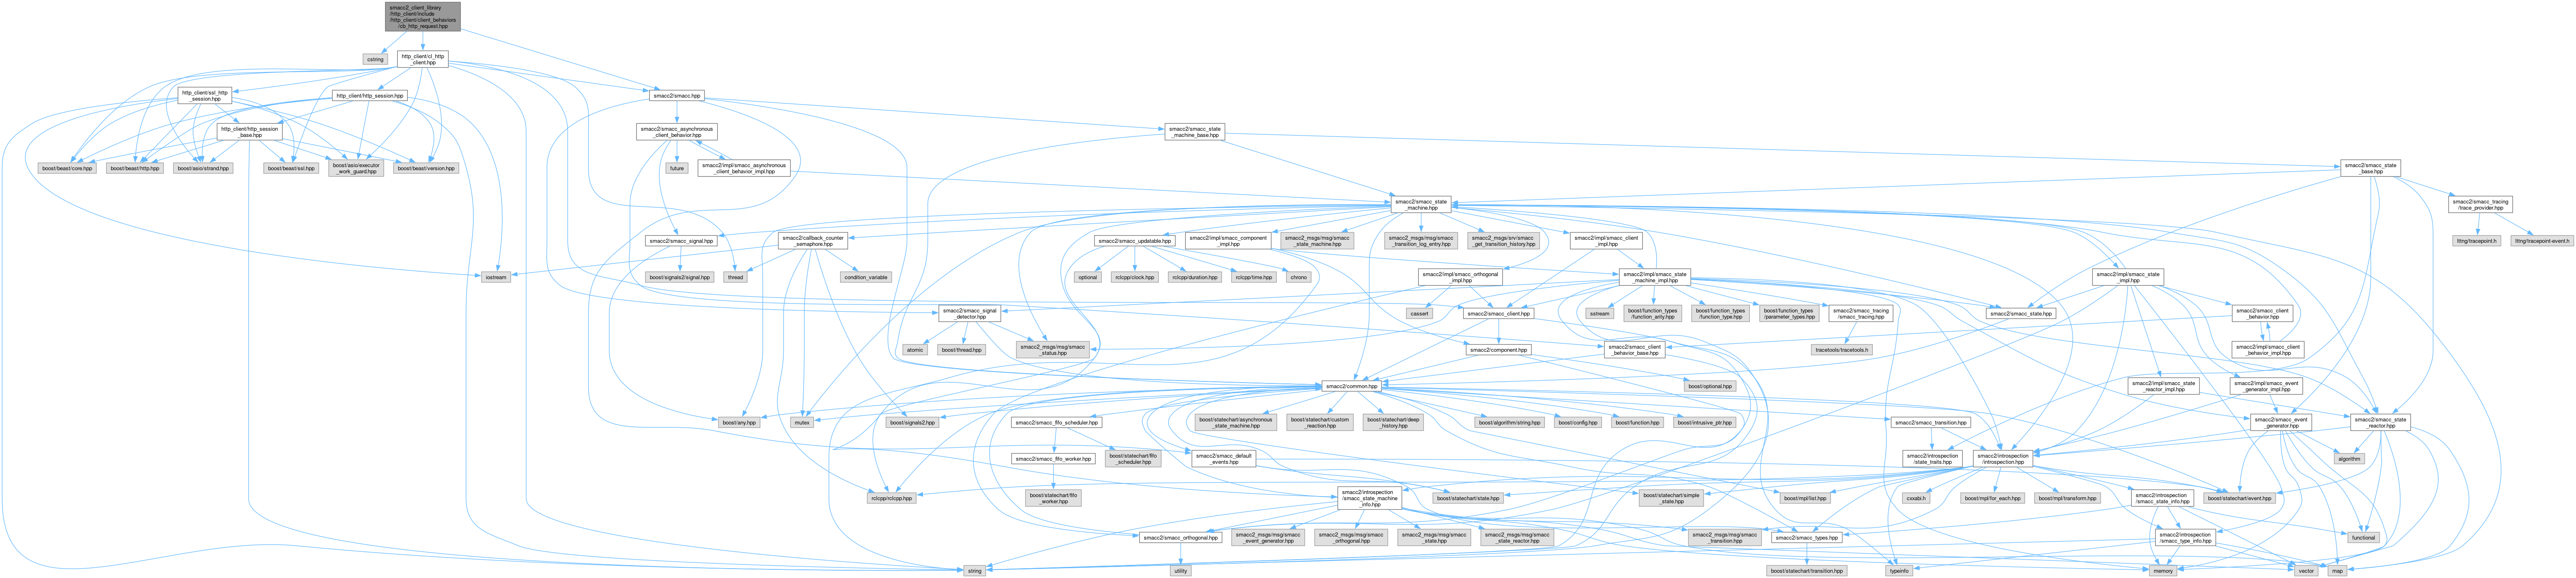 smacc2_client_library
/http_client/include
/http_client/client_behaviors
/cb_http_request.hpp
cstring
http_client/cl_http
_client.hpp
http_client/ssl_http
_session.hpp
http_client/http_session.hpp
smacc2/smacc.hpp
http_client/http_session
_base.hpp
smacc2/smacc_asynchronous
_client_behavior.hpp
smacc2/smacc_state
_machine_base.hpp
boost/beast/core.hpp
boost/beast/http.hpp
boost/asio/strand.hpp
boost/beast/ssl.hpp
boost/asio/executor
_work_guard.hpp
boost/beast/version.hpp
future
smacc2/impl/smacc_asynchronous
_client_behavior_impl.hpp
smacc2/smacc_state
_base.hpp
smacc2/smacc_state
_machine.hpp
smacc2/smacc_tracing
/trace_provider.hpp
smacc2/smacc_signal.hpp
smacc2/callback_counter
_semaphore.hpp
smacc2/smacc_updatable.hpp
smacc2/impl/smacc_component
_impl.hpp
smacc2_msgs/msg/smacc
_state_machine.hpp
smacc2_msgs/msg/smacc
_transition_log_entry.hpp
smacc2_msgs/srv/smacc
_get_transition_history.hpp
smacc2/impl/smacc_client
_impl.hpp
lttng/tracepoint.h
lttng/tracepoint-event.h
iostream
boost/signals2/signal.hpp
thread
condition_variable
optional
rclcpp/clock.hpp
rclcpp/duration.hpp
rclcpp/time.hpp
chrono
smacc2/impl/smacc_orthogonal
_impl.hpp
smacc2/impl/smacc_state
_machine_impl.hpp
smacc2/impl/smacc_state
_impl.hpp
smacc2/smacc_signal
_detector.hpp
cassert
smacc2/smacc_client.hpp
sstream
boost/function_types
/function_arity.hpp
boost/function_types
/function_type.hpp
boost/function_types
/parameter_types.hpp
smacc2/smacc_tracing
/smacc_tracing.hpp
smacc2/smacc_state.hpp
smacc2/smacc_client
_behavior.hpp
atomic
boost/thread.hpp
smacc2_msgs/msg/smacc
_status.hpp
smacc2/component.hpp
smacc2/smacc_client
_behavior_base.hpp
tracetools/tracetools.h
smacc2/impl/smacc_client
_behavior_impl.hpp
smacc2/common.hpp
boost/optional.hpp
smacc2/impl/smacc_state
_reactor_impl.hpp
smacc2/impl/smacc_event
_generator_impl.hpp
boost/any.hpp
mutex
boost/signals2.hpp
smacc2/smacc_fifo_scheduler.hpp
boost/statechart/asynchronous
_state_machine.hpp
boost/statechart/custom
_reaction.hpp
boost/statechart/deep
_history.hpp
boost/algorithm/string.hpp
boost/config.hpp
boost/function.hpp
boost/intrusive_ptr.hpp
smacc2/smacc_transition.hpp
smacc2/smacc_event
_generator.hpp
smacc2/smacc_state
_reactor.hpp
smacc2/smacc_fifo_worker.hpp
boost/statechart/fifo
_scheduler.hpp
smacc2/smacc_default
_events.hpp
smacc2/introspection
/state_traits.hpp
smacc2/introspection
/introspection.hpp
algorithm
rclcpp/rclcpp.hpp
boost/statechart/fifo
_worker.hpp
smacc2/introspection
/smacc_state_machine
_info.hpp
boost/statechart/state.hpp
boost/statechart/simple
_state.hpp
boost/mpl/list.hpp
cxxabi.h
boost/mpl/for_each.hpp
boost/mpl/transform.hpp
smacc2/introspection
/smacc_state_info.hpp
boost/statechart/event.hpp
smacc2/smacc_orthogonal.hpp
smacc2_msgs/msg/smacc
_event_generator.hpp
smacc2_msgs/msg/smacc
_orthogonal.hpp
smacc2_msgs/msg/smacc
_state.hpp
smacc2_msgs/msg/smacc
_state_reactor.hpp
smacc2_msgs/msg/smacc
_transition.hpp
smacc2/smacc_types.hpp
smacc2/introspection
/smacc_type_info.hpp
functional
string
utility
boost/statechart/transition.hpp
typeinfo
memory
vector
map